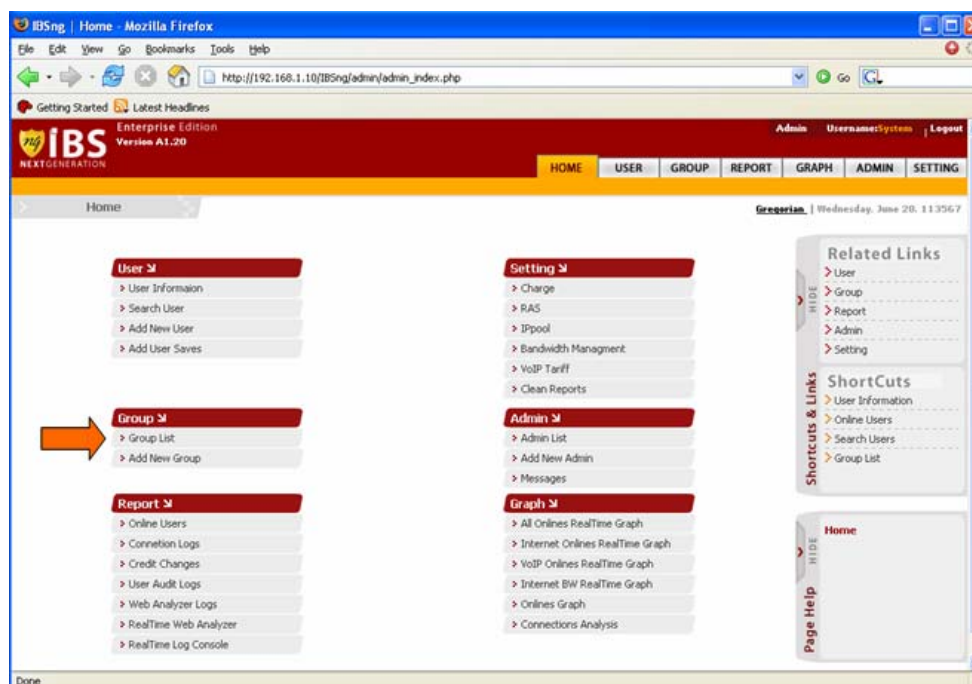 IBSng | Home - Mozilla Firefox
File Edit View Go Bookmarks Tools Help
http://192.168.1.10/IBSng/admin/admin_index.php
Go
Getting Started Latest Headlines
ng iBS
NEXTGENERATION
Enterprise Edition
Version A1.20
Admin Username:System | Logout
HOME USER GROUP REPORT GRAPH ADMIN SETTING
Home
Gregorian | Wednesday, June 28, 113567
User
User Informaion
Search User
Add New User
Add User Saves
Group
Group List
Add New Group
Report
Online Users
Connetion Logs
Credit Changes
User Audit Logs
Web Analyzer Logs
RealTime Web Analyzer
RealTime Log Console
Setting
Charge
RAS
IPpool
Bandwidth Managment
VoIP Tariff
Clean Reports
Admin
Admin List
Add New Admin
Messages
Graph
All Onlines RealTime Graph
Internet Onlines RealTime Graph
VoIP Onlines RealTime Graph
Internet BW RealTime Graph
Onlines Graph
Connections Analysis
HIDE
Shortcuts & Links
Related Links
User
Group
Report
Admin
Setting
ShortCuts
User Information
Online Users
Search Users
Group List
HIDE
Page Help
Home
Done